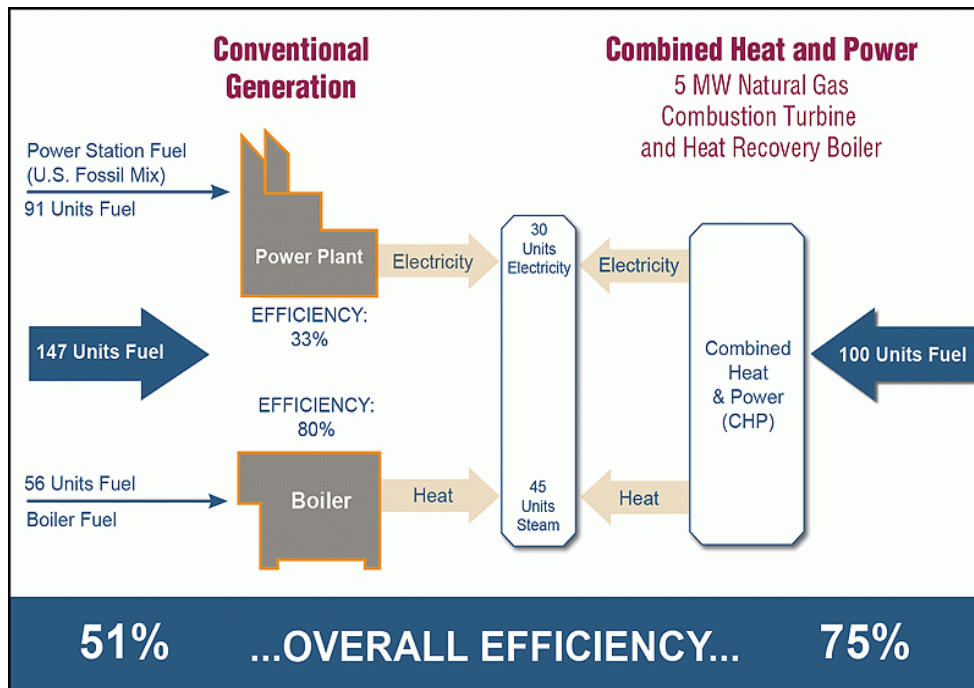 Conventional
Generation
Combined Heat and Power
5 MW Natural Gas
Combustion Turbine
and Heat Recovery Boiler
Power Station Fuel
(U.S. Fossil Mix)
91 Units Fuel
Power Plant
Electricity
30
Units
Electricity
Electricity
EFFICIENCY:
33%
147 Units Fuel
Combined
Heat
& Power
(CHP)
100 Units Fuel
EFFICIENCY:
80%
56 Units Fuel
Boiler Fuel
Boiler
Heat
45
Units
Steam
Heat
51%
...OVERALL EFFICIENCY...
75%